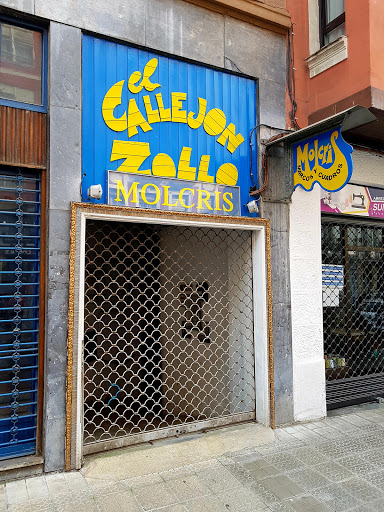 el
CALLEJON
Zollo
MOLCRIS
Molcris
MARCOS Y CUADROS